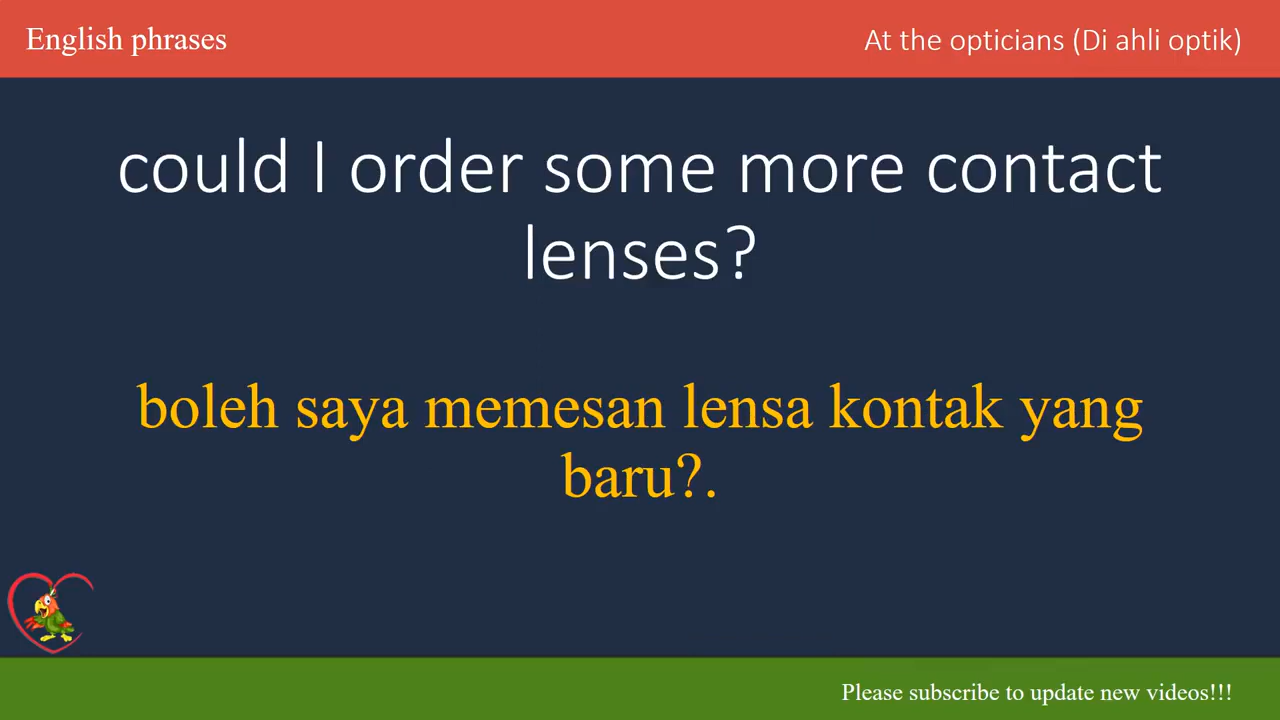 English phrases
At the opticians (Di ahli optik)
could I order some more contact
lenses?
boleh saya memesan lensa kontak yang
baru?.
Please subscribe to update new videos!!!